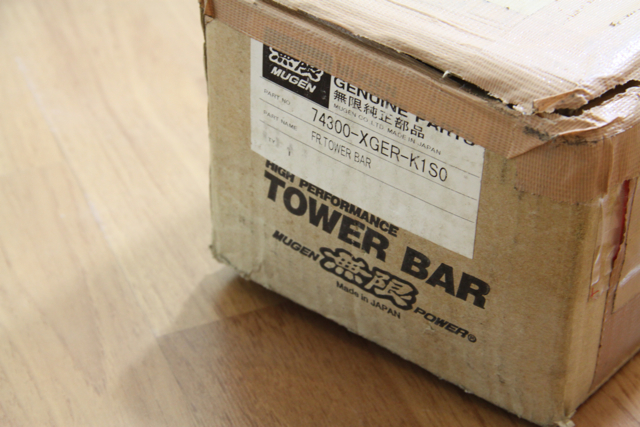 無限
MUGEN
GENUINE PARTS
無限純正部品
MUGEN CO.,LTD. MADE IN JAPAN
PART NO. 74300-XGER-K1S0
PART NAME FR.TOWER BAR
HIGH PERFORMANCE
TOWER BAR
MUGEN 無限 POWER®
Made in JAPAN